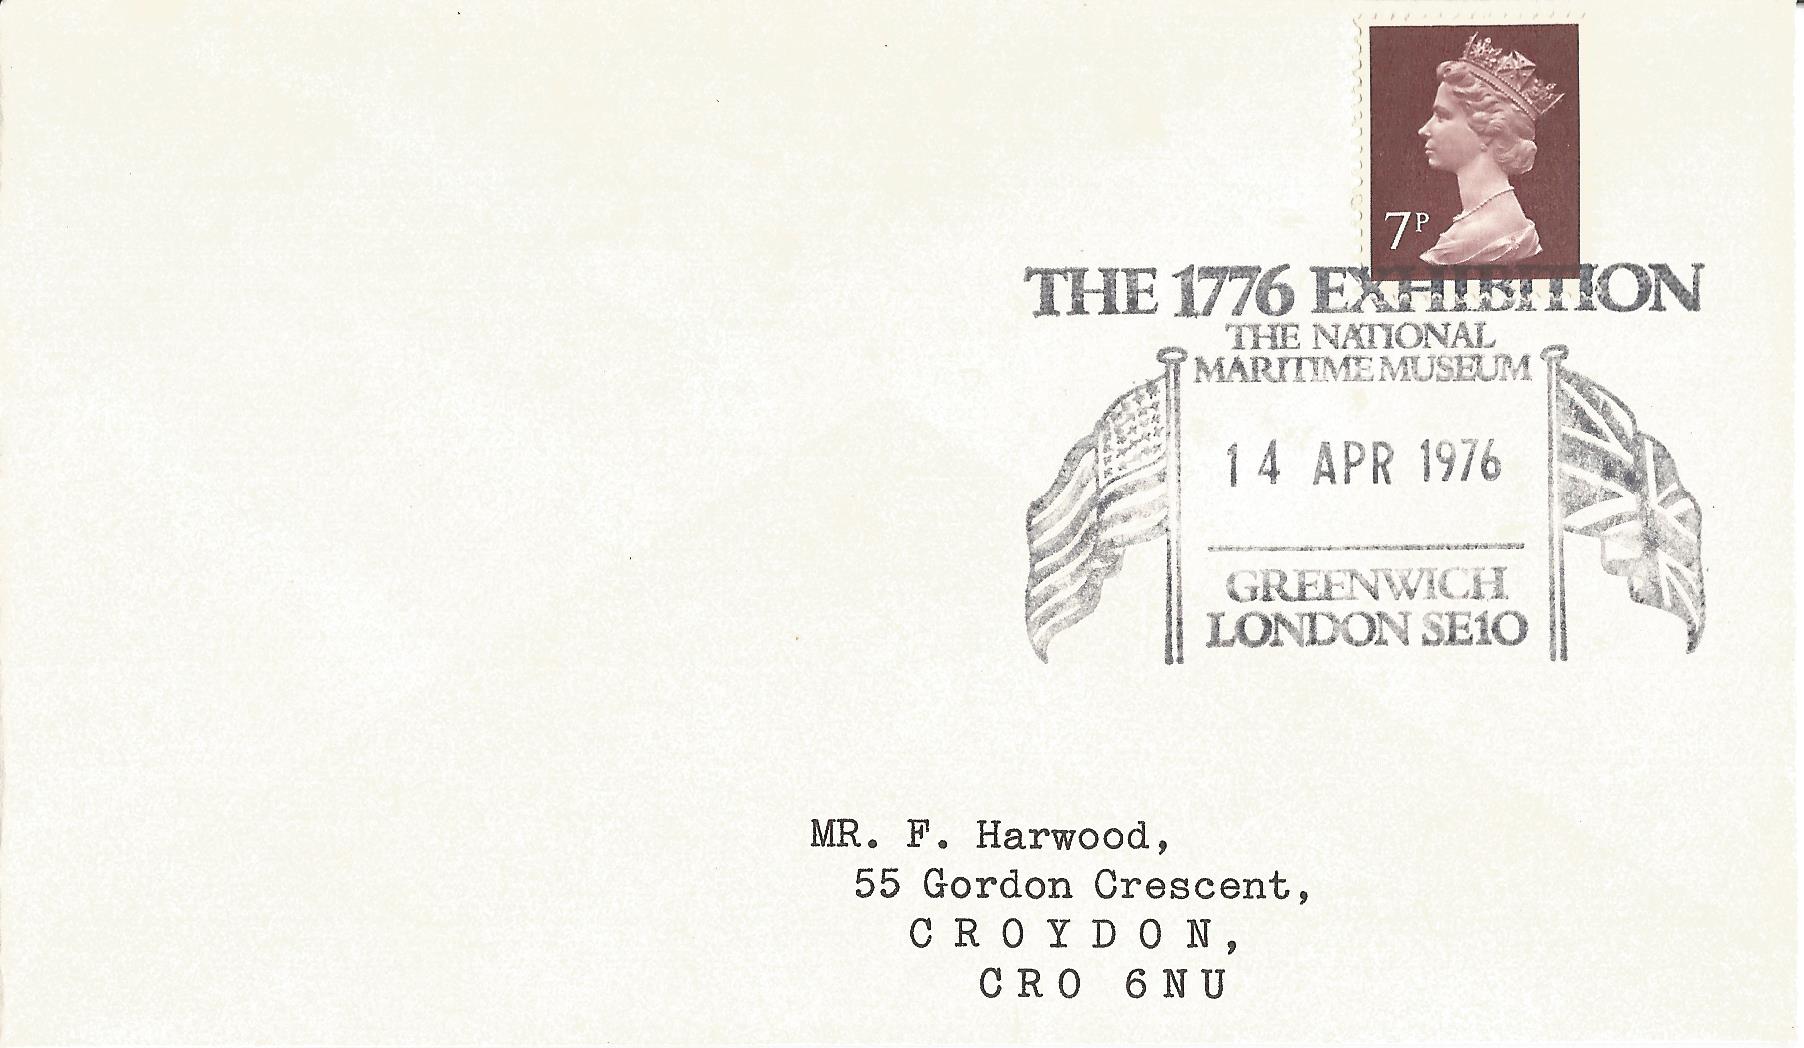 7P
THE 1776 EXHIBITION
THE NATIONAL
MARITIME MUSEUM
14 APR 1976
GREENWICH
LONDON SE10
MR. F. Harwood,
55 Gordon Crescent,
CROYDON,
CRO 6NU